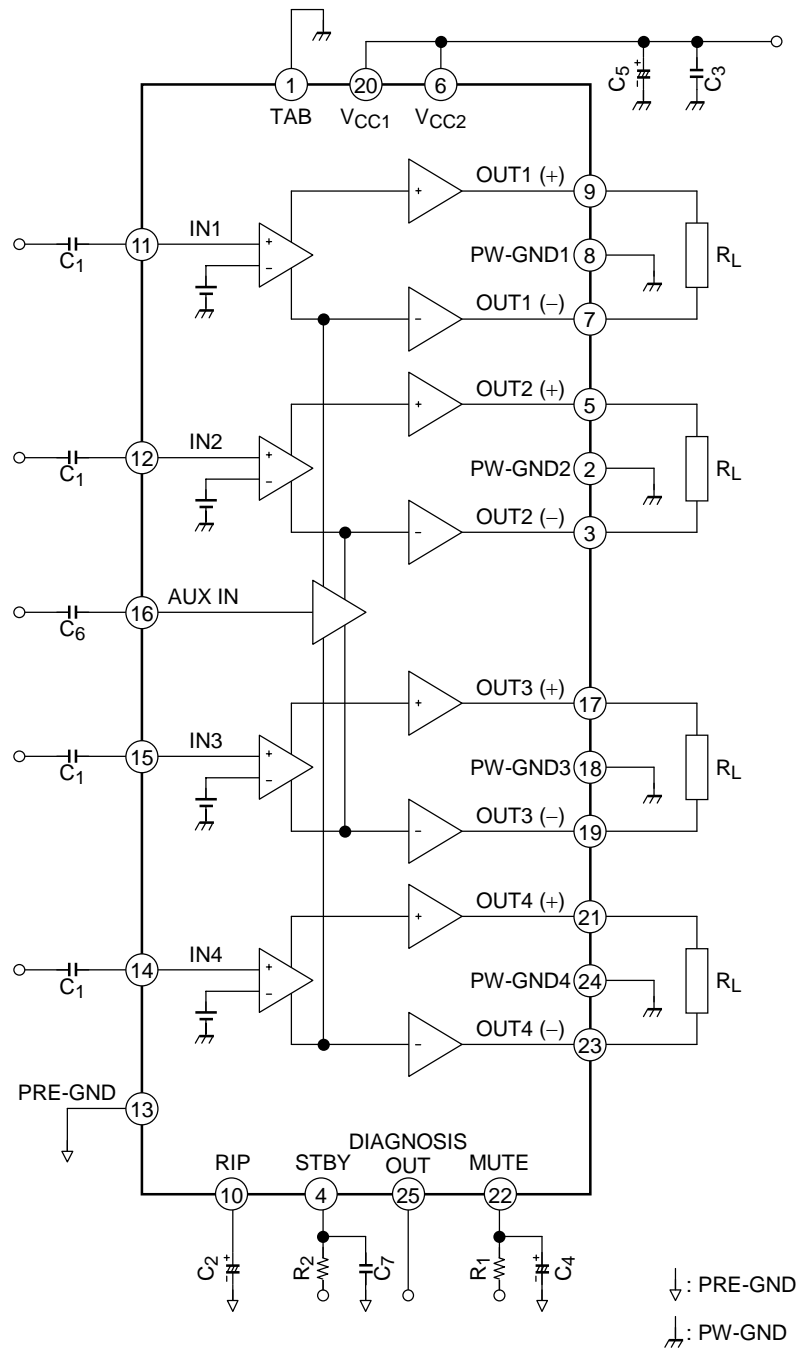 C5 + -
C3
1 20 6
TAB VCC1 VCC2
OUT1 (+) 9
+
IN1 11 C1
+
-
PW-GND1 8
RL
OUT1 (−) 7
-
OUT2 (+) 5
+
IN2 12 C1
+
-
PW-GND2 2
RL
OUT2 (−) 3
-
AUX IN 16 C6
OUT3 (+) 17
+
IN3 15 C1
+
-
PW-GND3 18
RL
OUT3 (−) 19
-
OUT4 (+) 21
+
IN4 14 C1
+
-
PW-GND4 24
RL
OUT4 (−) 23
-
PRE-GND 13
RIP STBY DIAGNOSIS OUT MUTE
10 4 25 22
C2 + - R2 C7 R1 C4 + -
: PRE-GND
: PW-GND